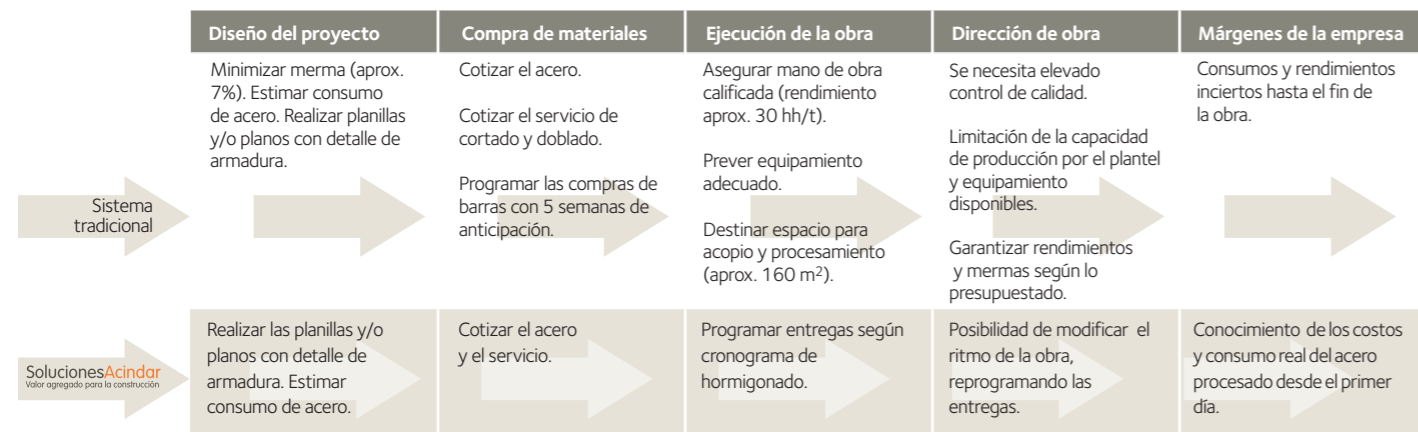 Diseño del proyecto
Compra de materiales
Ejecución de la obra
Dirección de obra
Márgenes de la empresa
Sistema
tradicional
Minimizar merma (aprox.
7%). Estimar consumo
de acero. Realizar planillas
y/o planos con detalle de
armadura.
Cotizar el acero.
Cotizar el servicio de
cortado y doblado.
Programar las compras de
barras con 5 semanas de
anticipación.
Asegurar mano de obra
calificada (rendimiento
aprox. 30 hh/t).
Prever equipamiento
adecuado.
Destinar espacio para
acopio y procesamiento
(aprox. 160 m²).
Se necesita elevado
control de calidad.
Limitación de la capacidad
de producción por el plantel
y equipamiento
disponibles.
Garantizar rendimientos
y mermas según lo
presupuestado.
Consumos y rendimientos
inciertos hasta el fin de
la obra.
SolucionesAcindar
Valor agregado para la construcción
Realizar las planillas y/o
planos con detalle de
armadura. Estimar
consumo de acero.
Cotizar el acero
y el servicio.
Programar entregas según
cronograma de
hormigonado.
Posibilidad de modificar el
ritmo de la obra,
reprogramando las
entregas.
Conocimiento de los costos
y consumo real del acero
procesado desde el primer
día.